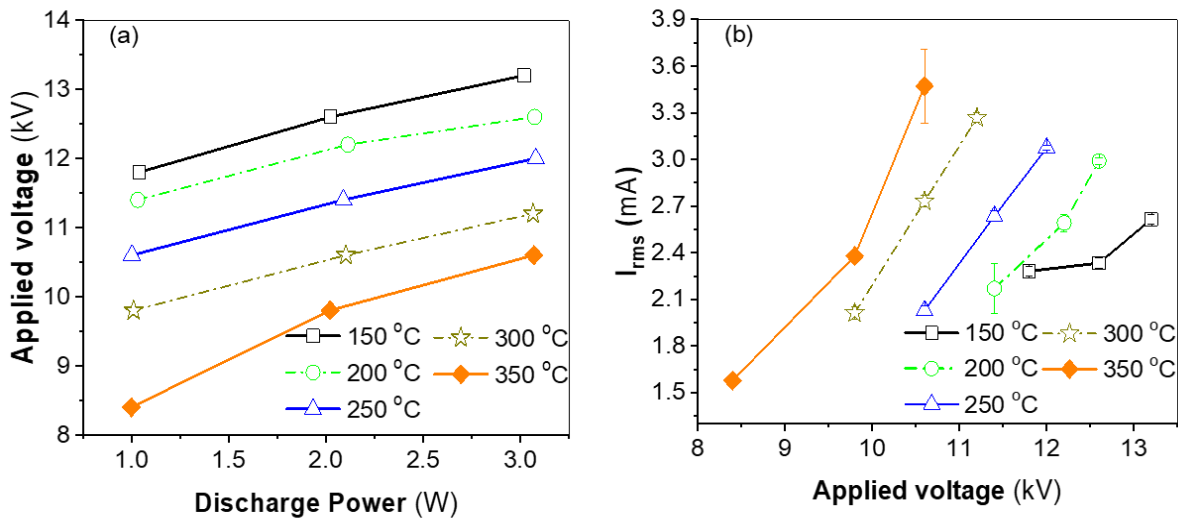 (a)
14
13
12
11
10
9
8
1.0 1.5 2.0 2.5 3.0
Applied voltage (kV)
Discharge Power (W)
150 °C 300 °C
200 °C 350 °C
250 °C
(b)
3.9
3.6
3.3
3.0
2.7
2.4
2.1
1.8
1.5
8 9 10 11 12 13
I_rms (mA)
Applied voltage (kV)
150 °C 300 °C
200 °C 350 °C
250 °C